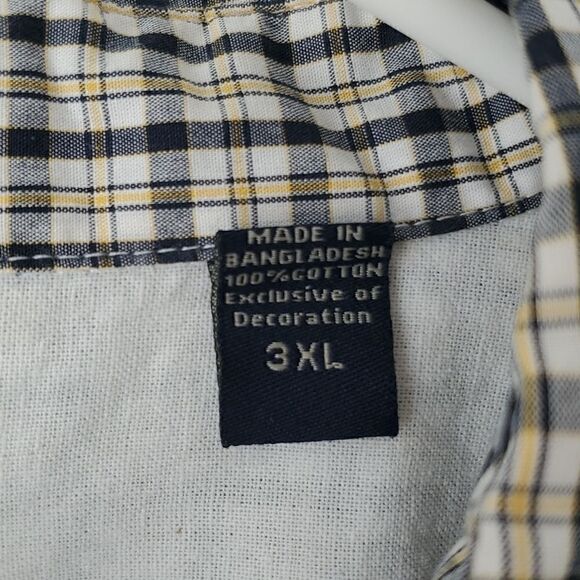 MADE IN
BANGLADESH
100% COTTON
Exclusive of
Decoration
3XL